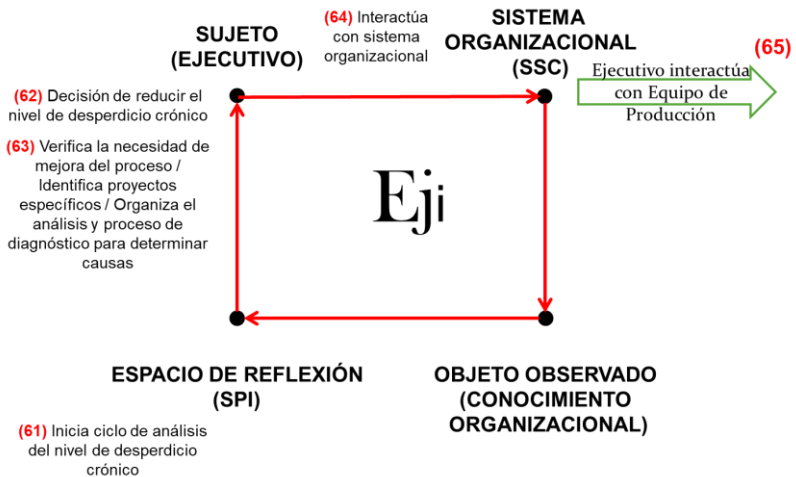 SUJETO
(EJECUTIVO)
(64) Interactúa
con sistema
organizacional
SISTEMA
ORGANIZACIONAL
(SSC)
(65)
Ejecutivo interactúa
con Equipo de
Producción
(62) Decisión de reducir el
nivel de desperdicio crónico
(63) Verifica la necesidad de
mejora del proceso /
Identifica proyectos
específicos / Organiza el
análisis y proceso de
diagnóstico para determinar
causas
Eji
ESPACIO DE REFLEXIÓN
(SPI)
OBJETO OBSERVADO
(CONOCIMIENTO
ORGANIZACIONAL)
(61) Inicia ciclo de análisis
del nivel de desperdicio
crónico